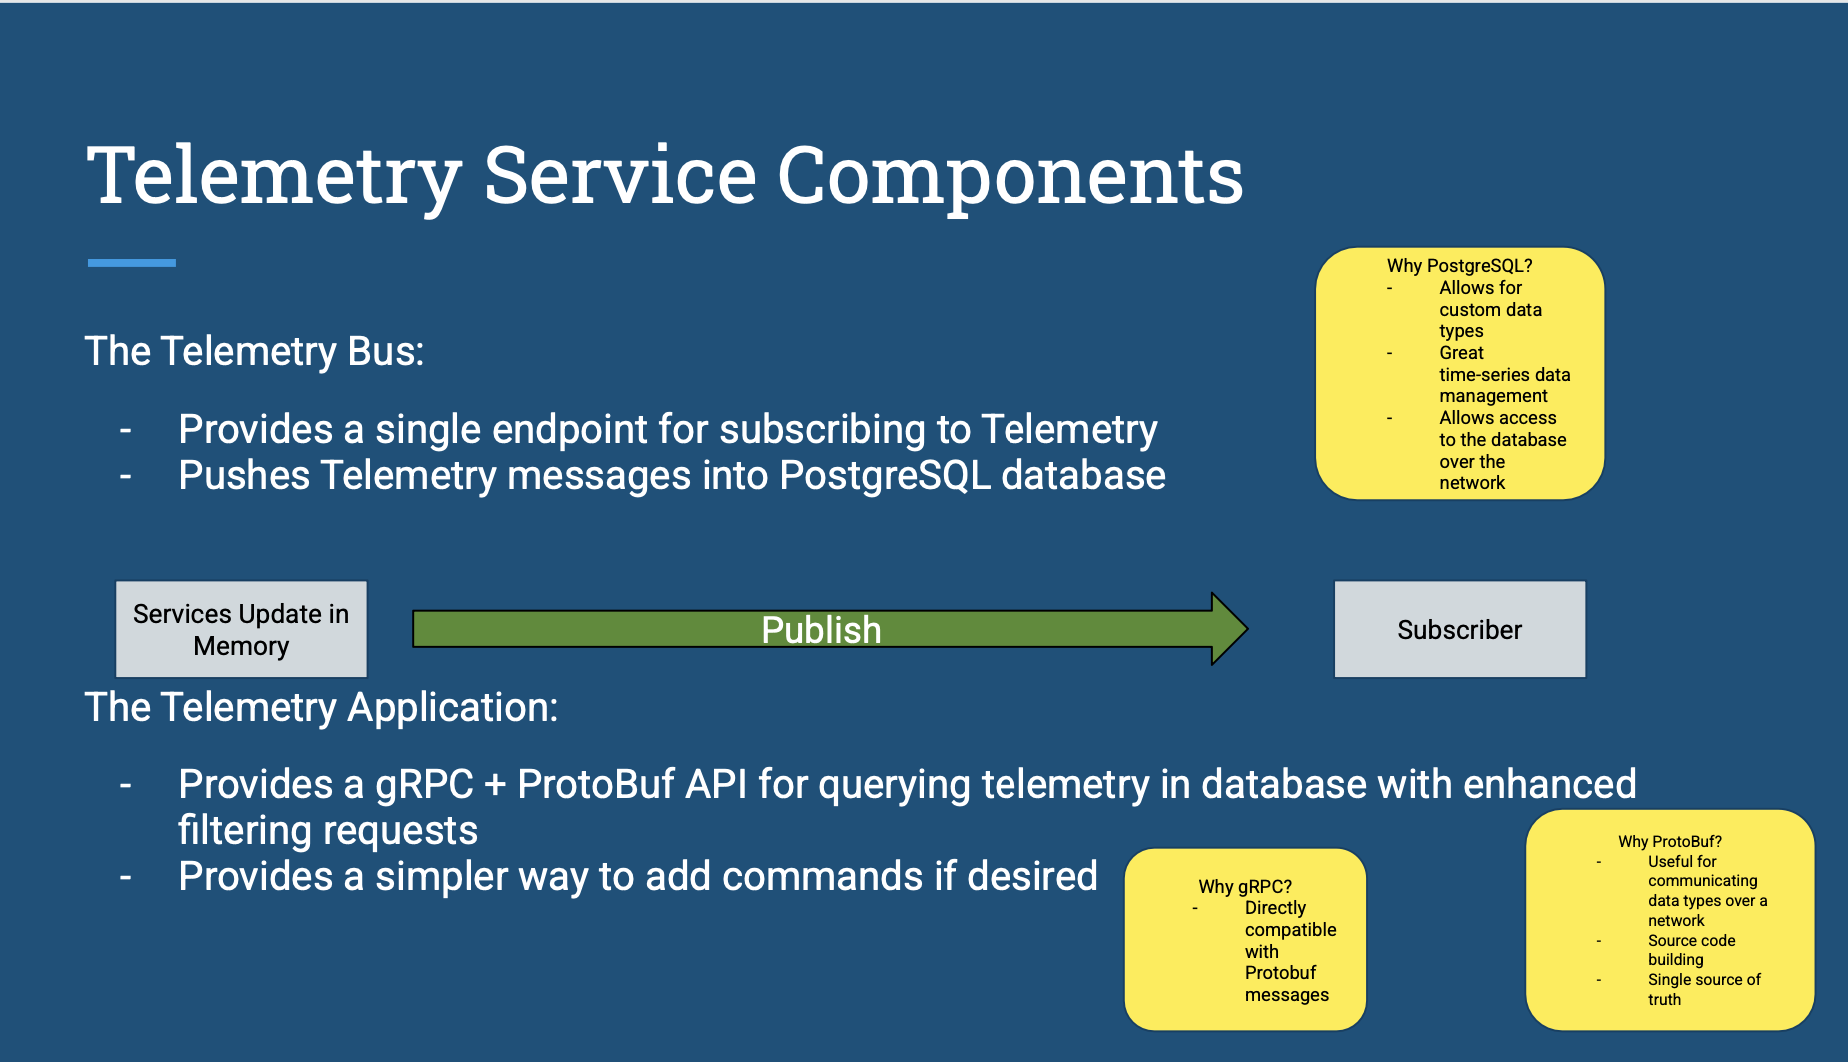 Telemetry Service Components
Why PostgreSQL?
- Allows for
custom data
types
- Great
time-series data
management
- Allows access
to the database
over the
network
The Telemetry Bus:
- Provides a single endpoint for subscribing to Telemetry
- Pushes Telemetry messages into PostgreSQL database
Services Update in
Memory
Publish
Subscriber
The Telemetry Application:
- Provides a gRPC + ProtoBuf API for querying telemetry in database with enhanced
filtering requests
- Provides a simpler way to add commands if desired
Why gRPC?
- Directly
compatible
with
Protobuf
messages
Why ProtoBuf?
- Useful for
communicating
data types over a
network
- Source code
building
- Single source of
truth